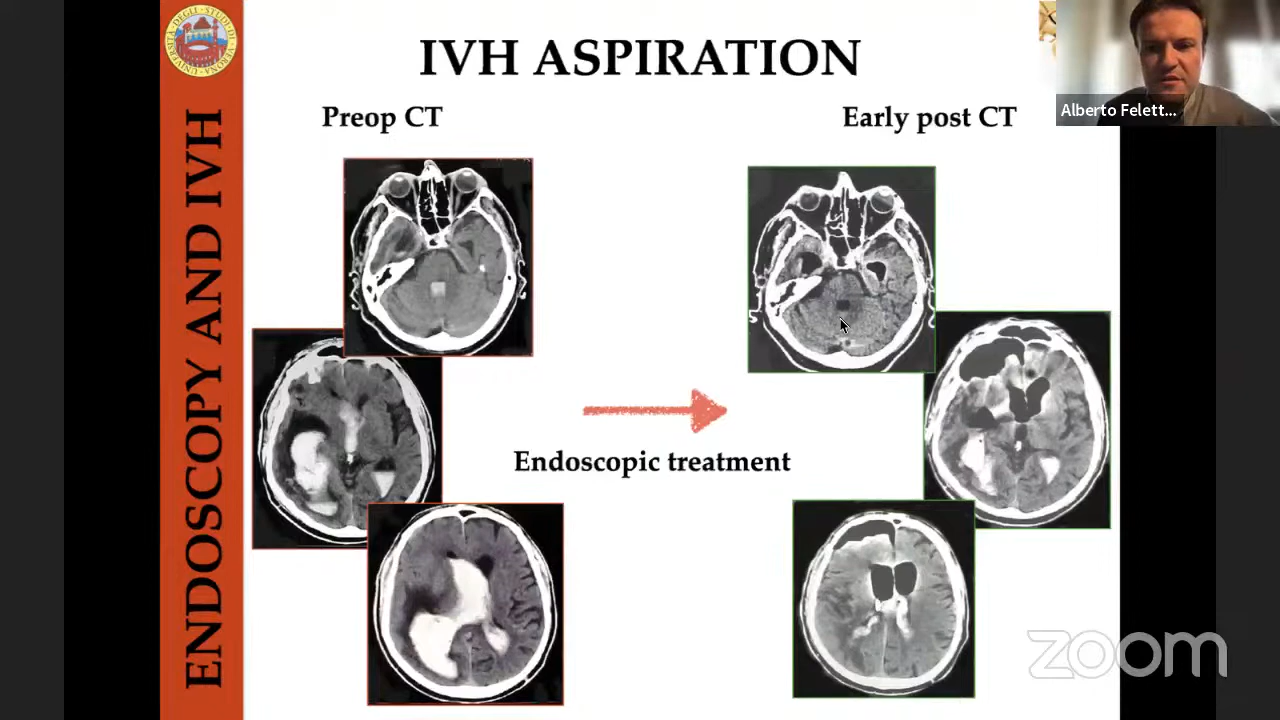 IVH ASPIRATION
Preop CT
Early post CT
Alberto Felett...
ENDOSCOPY AND IVH
Endoscopic treatment
zoom